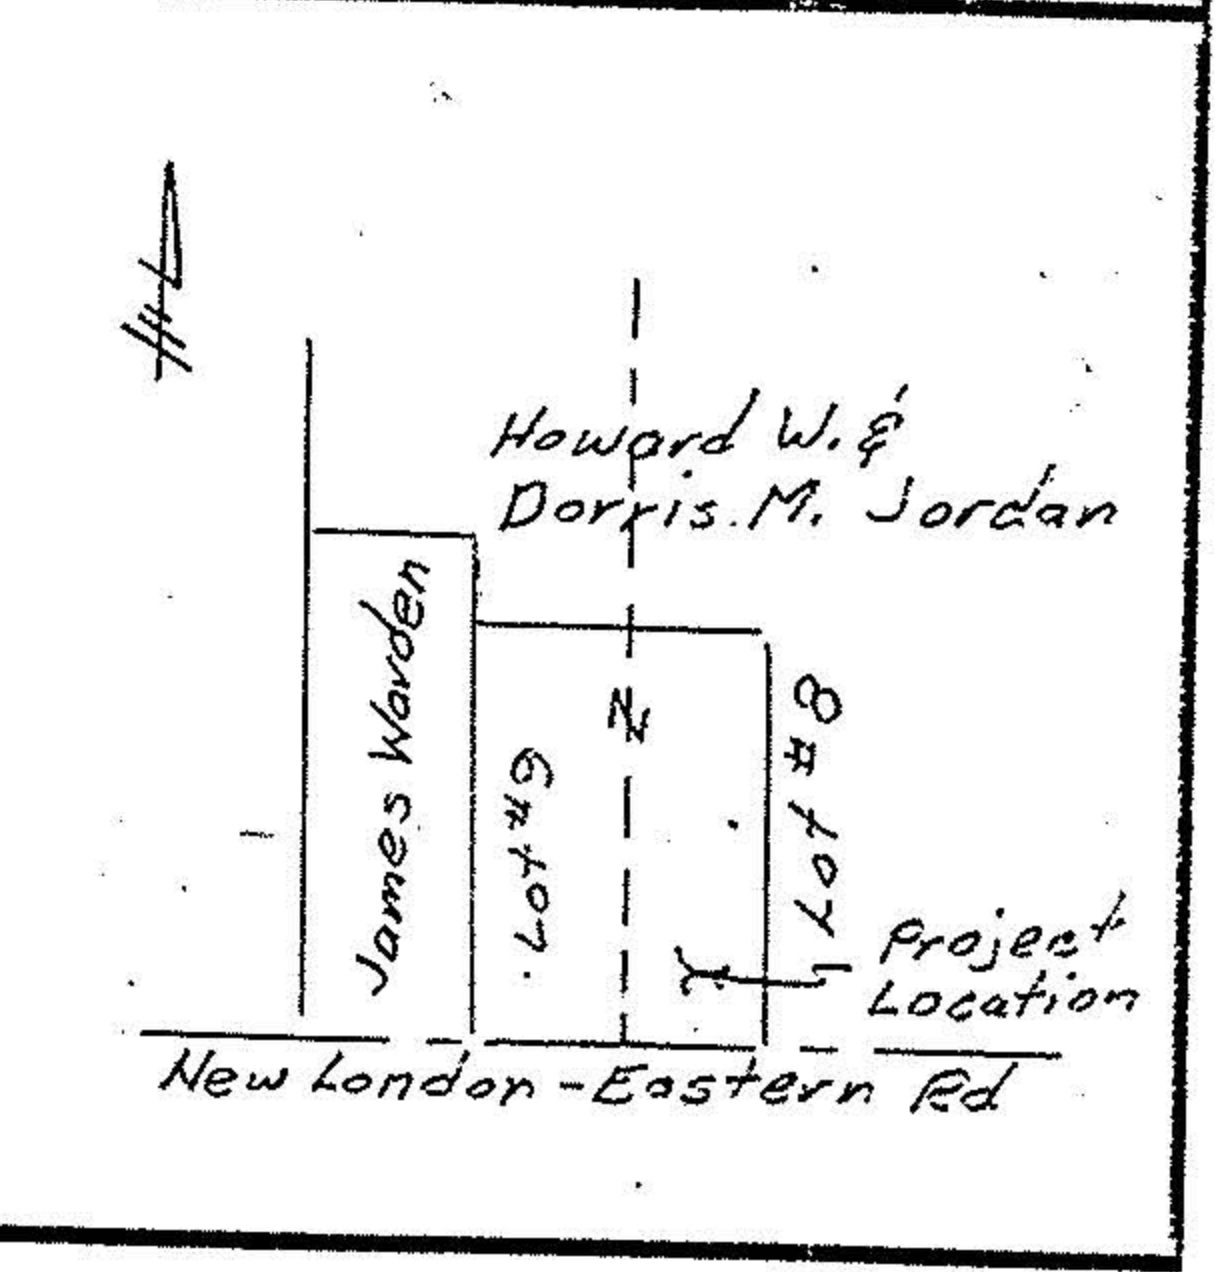 Howard W. &
Dorris M. Jordan
James Warden
Lot #9
Lot #8
Project
Location
New London - Eastern Rd